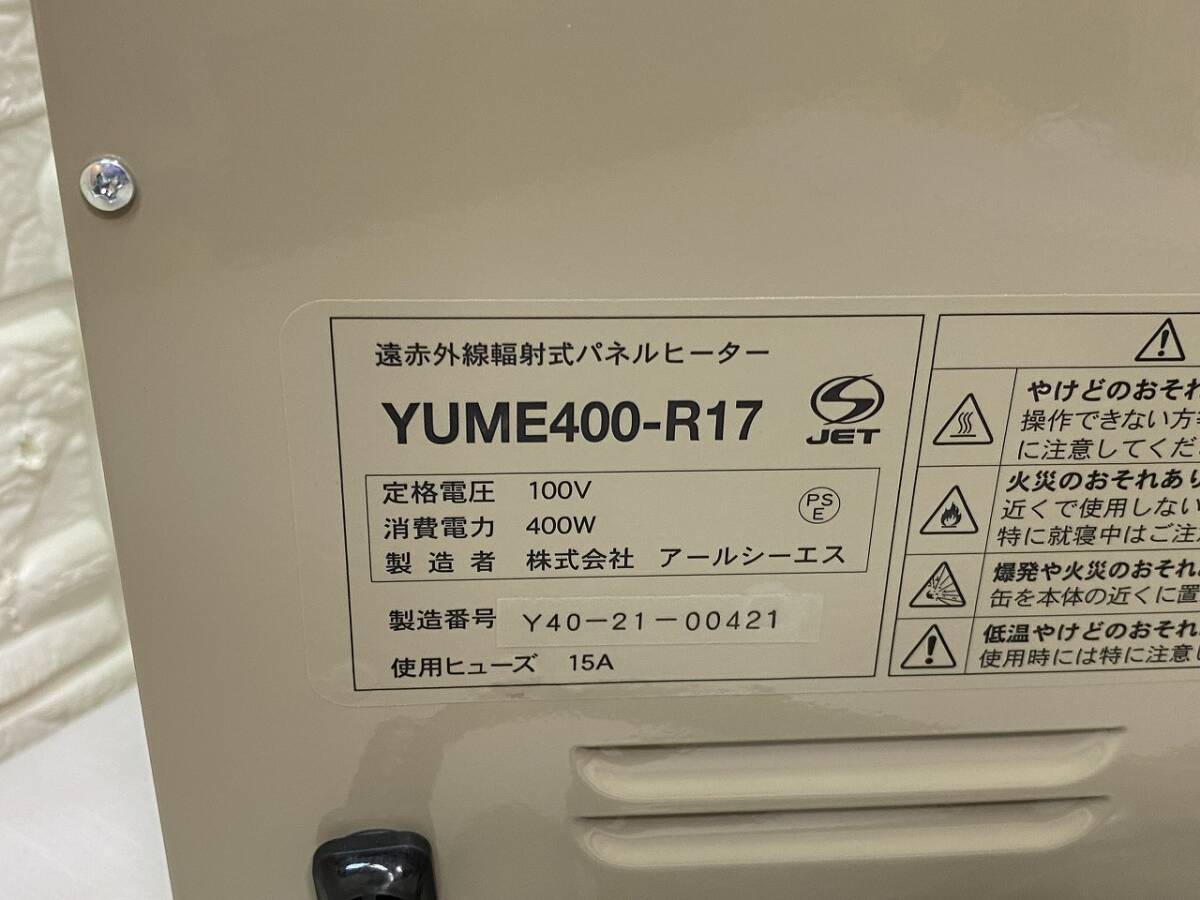 遠赤外線輻射式パネルヒーター
YUME400-R17
JET
定格電圧 100V
消費電力 400W
製造者 株式会社 アールシーエス
PS
E
製造番号 Y40-21-00421
使用ヒューズ 15A
やけどのおそれ
操作できない方
に注意してくだ
火災のおそれあり
近くで使用しない
特に就寝中はご注
爆発や火災のおそれ
缶を本体の近くに置
低温やけどのおそれ
使用時には特に注意